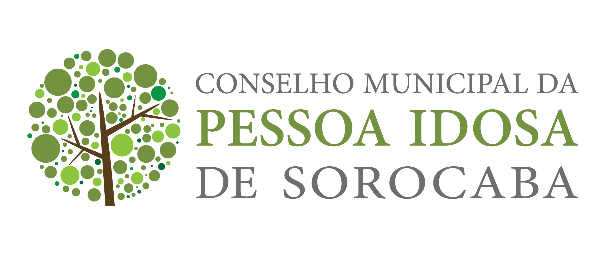 CONSELHO MUNICIPAL DA
PESSOA IDOSA
DE SOROCABA